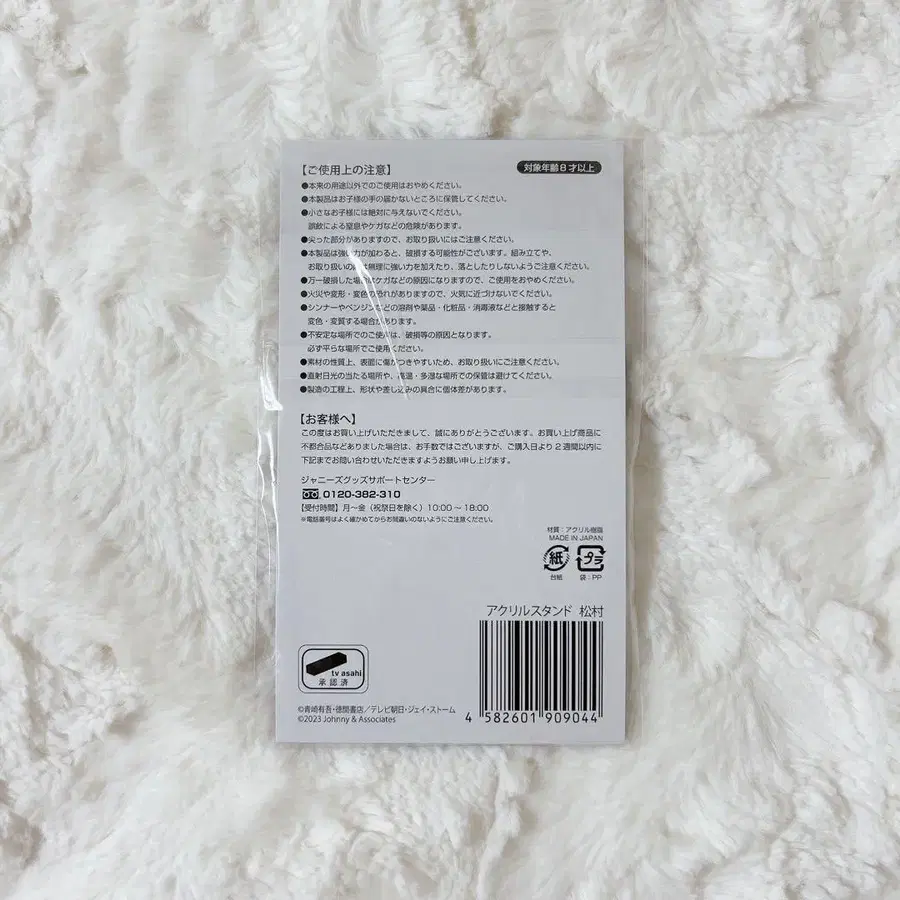 【ご使用上の注意】
対象年齢8才以上
●本来の用途以外でのご使用はおやめください。
●本製品はお子様の手の届かないところに保管してください。
●小さなお子様には絶対に与えないでください。
誤飲による窒息やケガなどの危険があります。
●尖った部分がありますので、お取り扱いにはご注意ください。
●本製品は強い力が加わると、破損する可能性がございます。組み立てや、
お取り扱いの際は無理に強い力を加えたり、落としたりしないようご注意ください。
●万一破損した場合はケガなどの原因になりますので、ご使用をおやめください。
●火災や変形・変色の恐れがありますので、火気に近づけないでください。
●シンナーやベンジンなどの溶剤や薬品・化粧品・消毒液などと接触すると
変色・変質する場合があります。
●不安定な場所でのご使用は、破損等の原因となります。
必ず平らな場所でご使用ください。
●素材の性質上、表面に傷がつきやすいため、お取り扱いにご注意ください。
●直射日光の当たる場所や、高温・多湿な場所での保管は避けてください。
●製造の工程上、形状や差し込みの具合に個体差があります。
【お客様へ】
この度はお買い上げいただきまして、誠にありがとうございます。お買い上げ商品に
不都合品などありました場合は、お手数ではございますが、ご購入日より2週間以内に
下記までお問い合わせいただきますようお願い申し上げます。
ジャニーズグッズサポートセンター
0120-382-310
【受付時間】月~金(祝祭日を除く)10:00~18:00
※電話番号はよく確かめてからお間違いのないようにご注意ください。
材質:アクリル樹脂
MADE IN JAPAN
紙 プラ
台紙 袋:PP
アクリルスタンド 松村
tv asahi
承認済
4 582601 909044
©青崎有吾・徳間書店/テレビ朝日・ジェイ・ストーム
©2023 Johnny & Associates